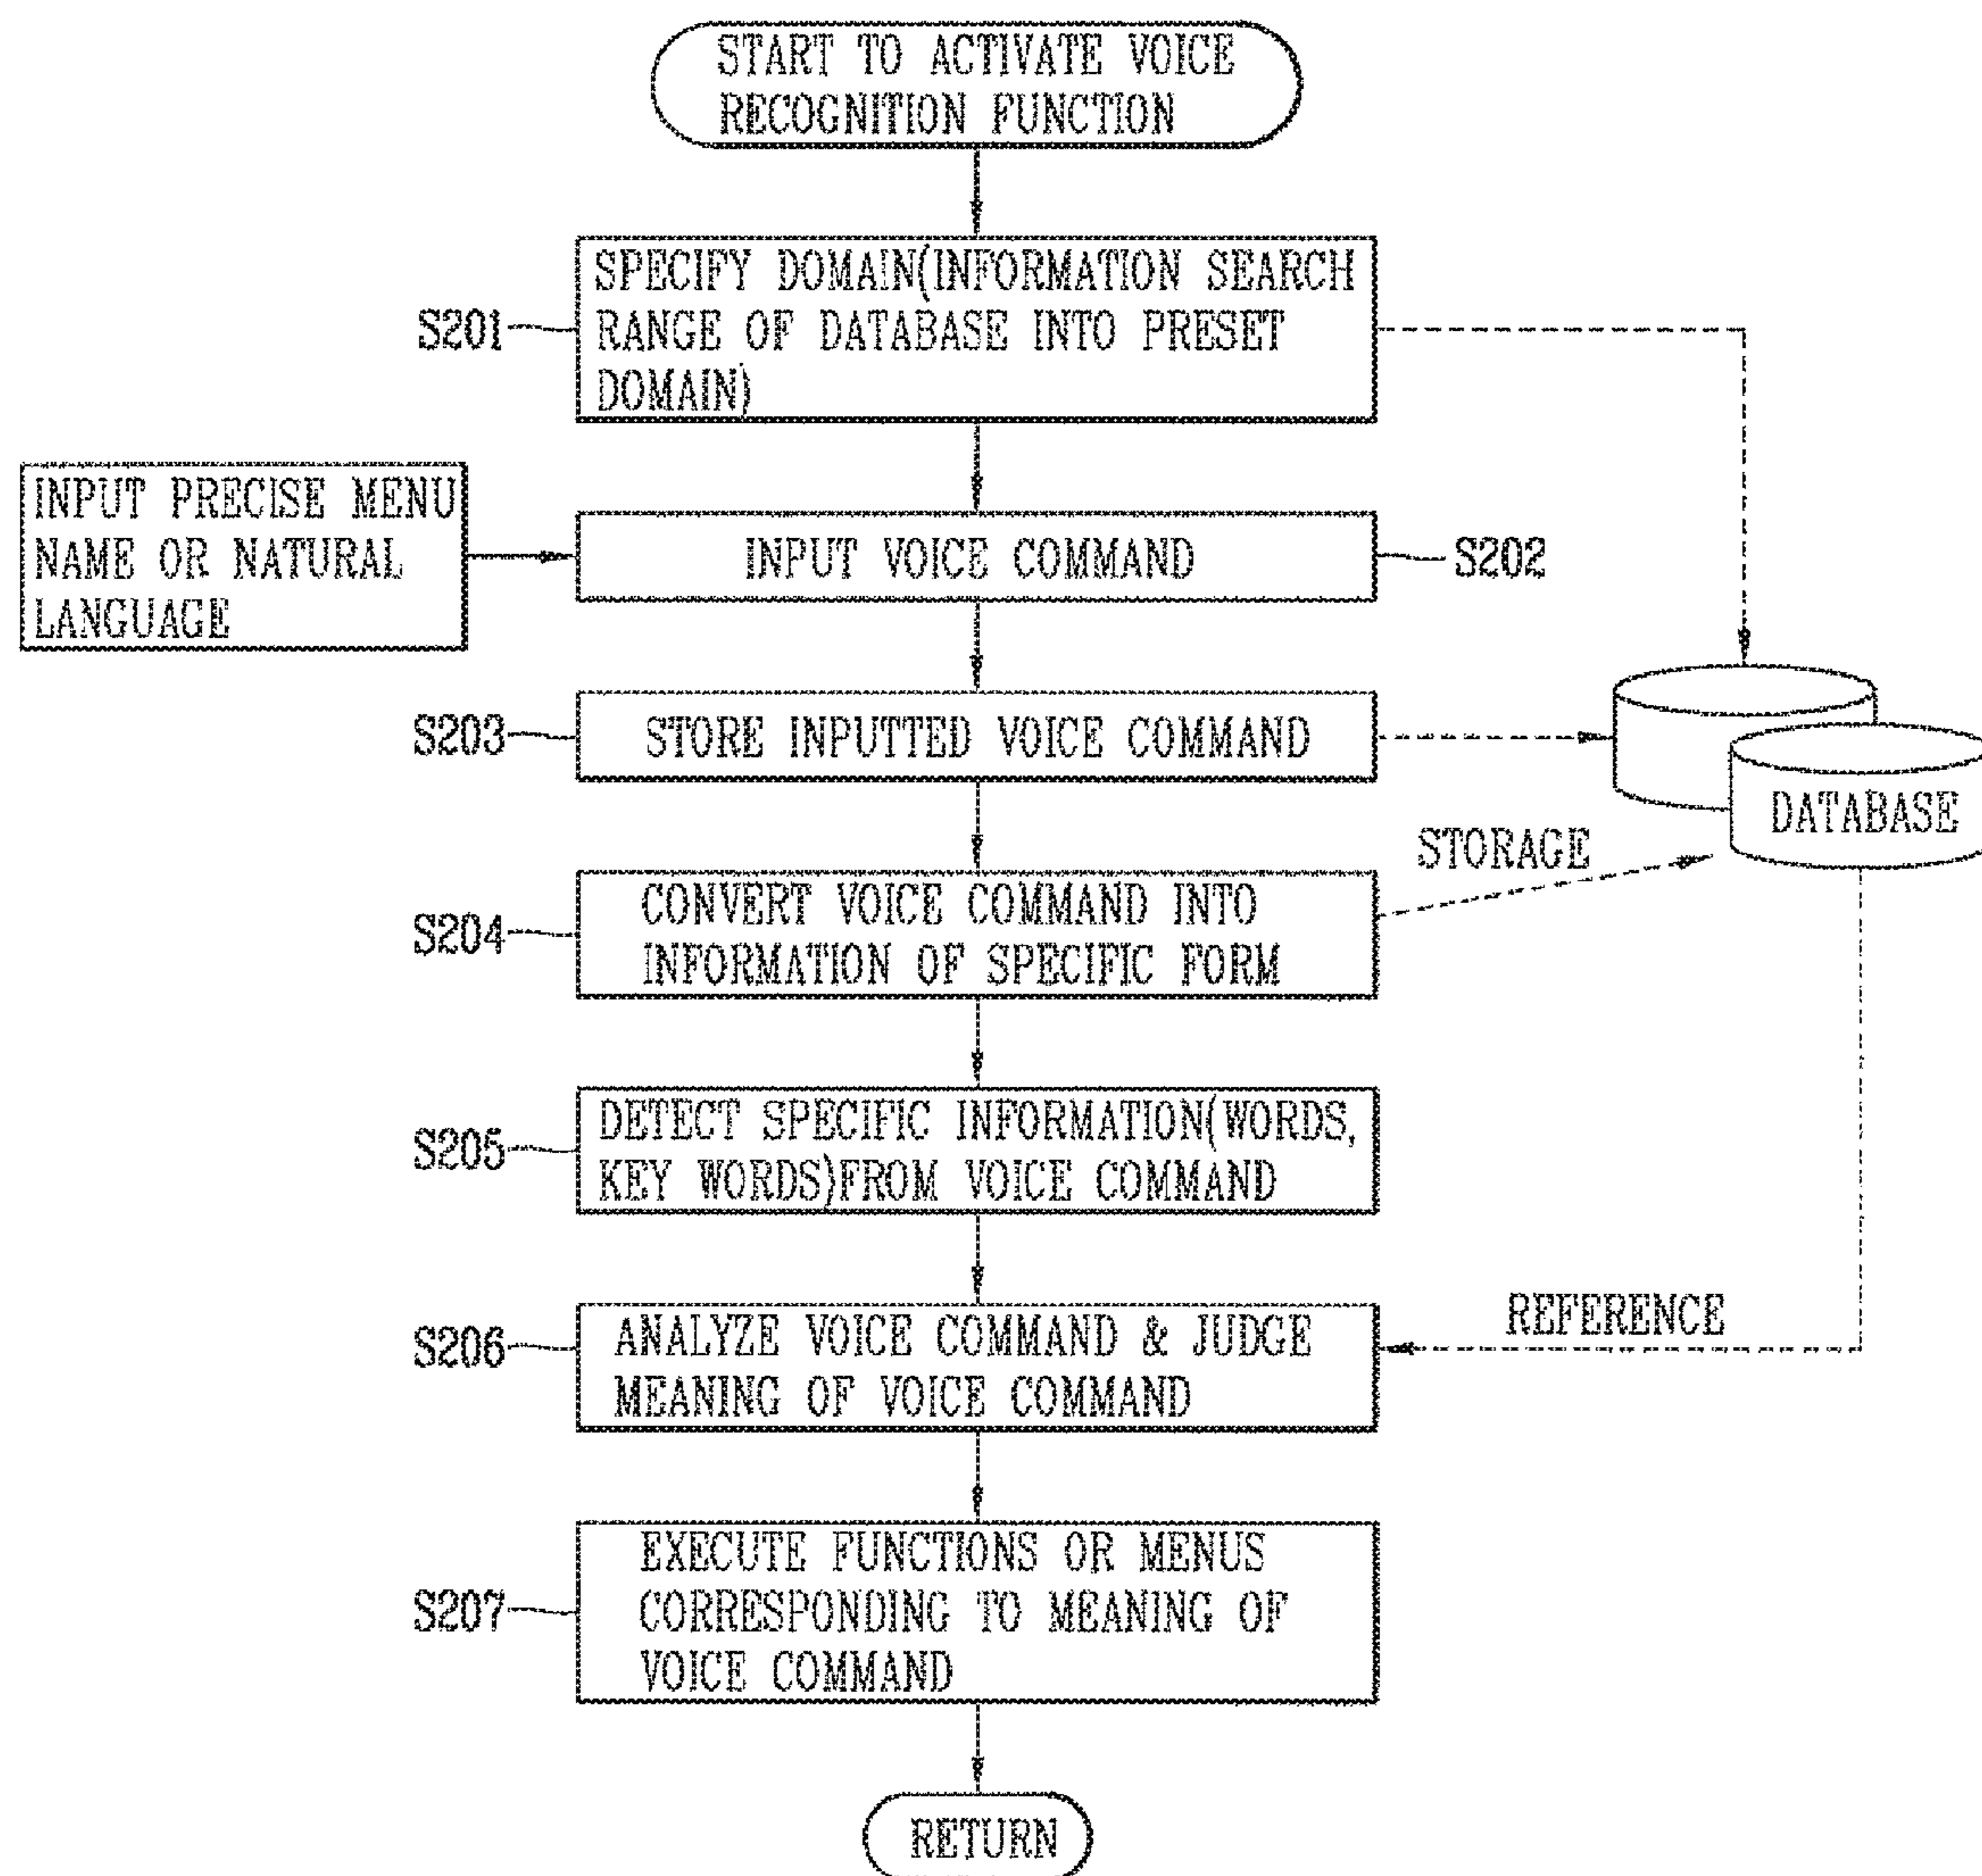 START TO ACTIVATE VOICE
RECOGNITION FUNCTION
SPECIFY DOMAIN(INFORMATION SEARCH
RANGE OF DATABASE INTO PRESET
DOMAIN)
S201
INPUT PRECISE MENU
NAME OR NATURAL
LANGUAGE
INPUT VOICE COMMAND
S202
S203
STORE INPUTTED VOICE COMMAND
DATABASE
STORAGE
S204
CONVERT VOICE COMMAND INTO
INFORMATION OF SPECIFIC FORM
S205
DETECT SPECIFIC INFORMATION(WORDS,
KEY WORDS)FROM VOICE COMMAND
REFERENCE
S206
ANALYZE VOICE COMMAND & JUDGE
MEANING OF VOICE COMMAND
S207
EXECUTE FUNCTIONS OR MENUS
CORRESPONDING TO MEANING OF
VOICE COMMAND
RETURN